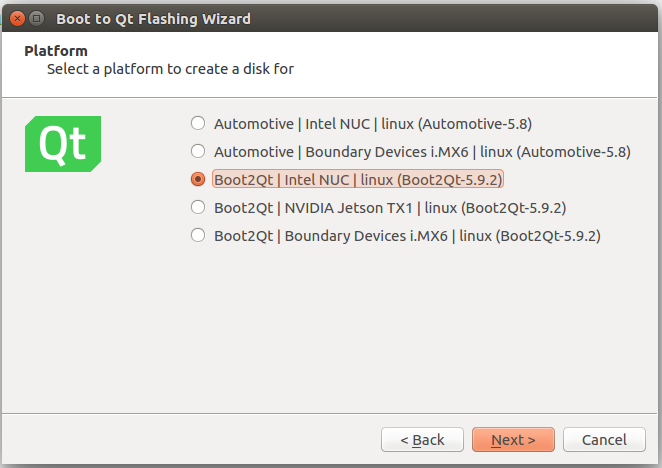 Boot to Qt Flashing Wizard
Platform
Select a platform to create a disk for
Qt
Automotive | Intel NUC | linux (Automotive-5.8)
Automotive | Boundary Devices i.MX6 | linux (Automotive-5.8)
Boot2Qt | Intel NUC | linux (Boot2Qt-5.9.2)
Boot2Qt | NVIDIA Jetson TX1 | linux (Boot2Qt-5.9.2)
Boot2Qt | Boundary Devices i.MX6 | linux (Boot2Qt-5.9.2)
< Back
Next >
Cancel